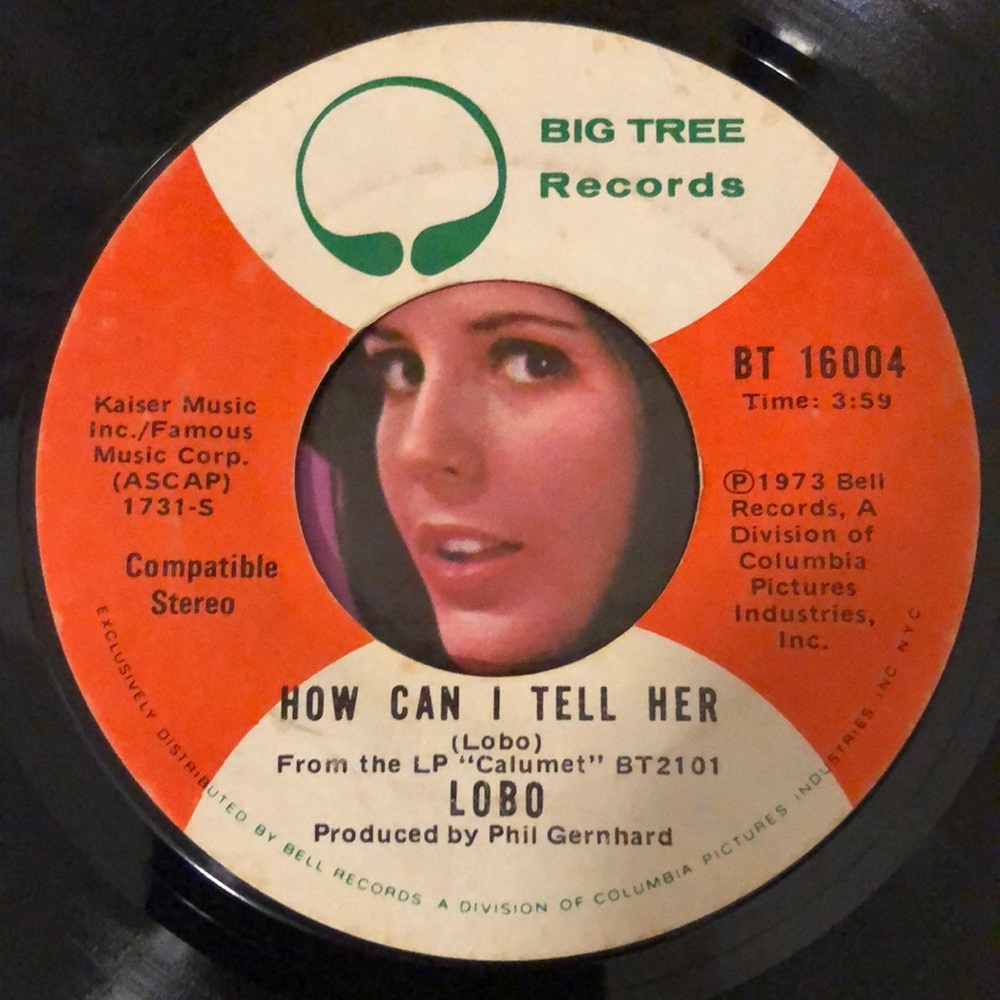 BIG TREE
Records
BT 16004
Time: 3:59
Kaiser Music
Inc./Famous
Music Corp.
(ASCAP)
1731-S
Compatible
Stereo
℗1973 Bell
Records, A
Division of
Columbia
Pictures
Industries,
Inc.
HOW CAN I TELL HER
(Lobo)
From the LP “Calumet” BT2101
LOBO
Produced by Phil Gernhard
EXCLUSIVELY DISTRIBUTED BY BELL RECORDS A DIVISION OF COLUMBIA PICTURES INDUSTRIES INC NYC